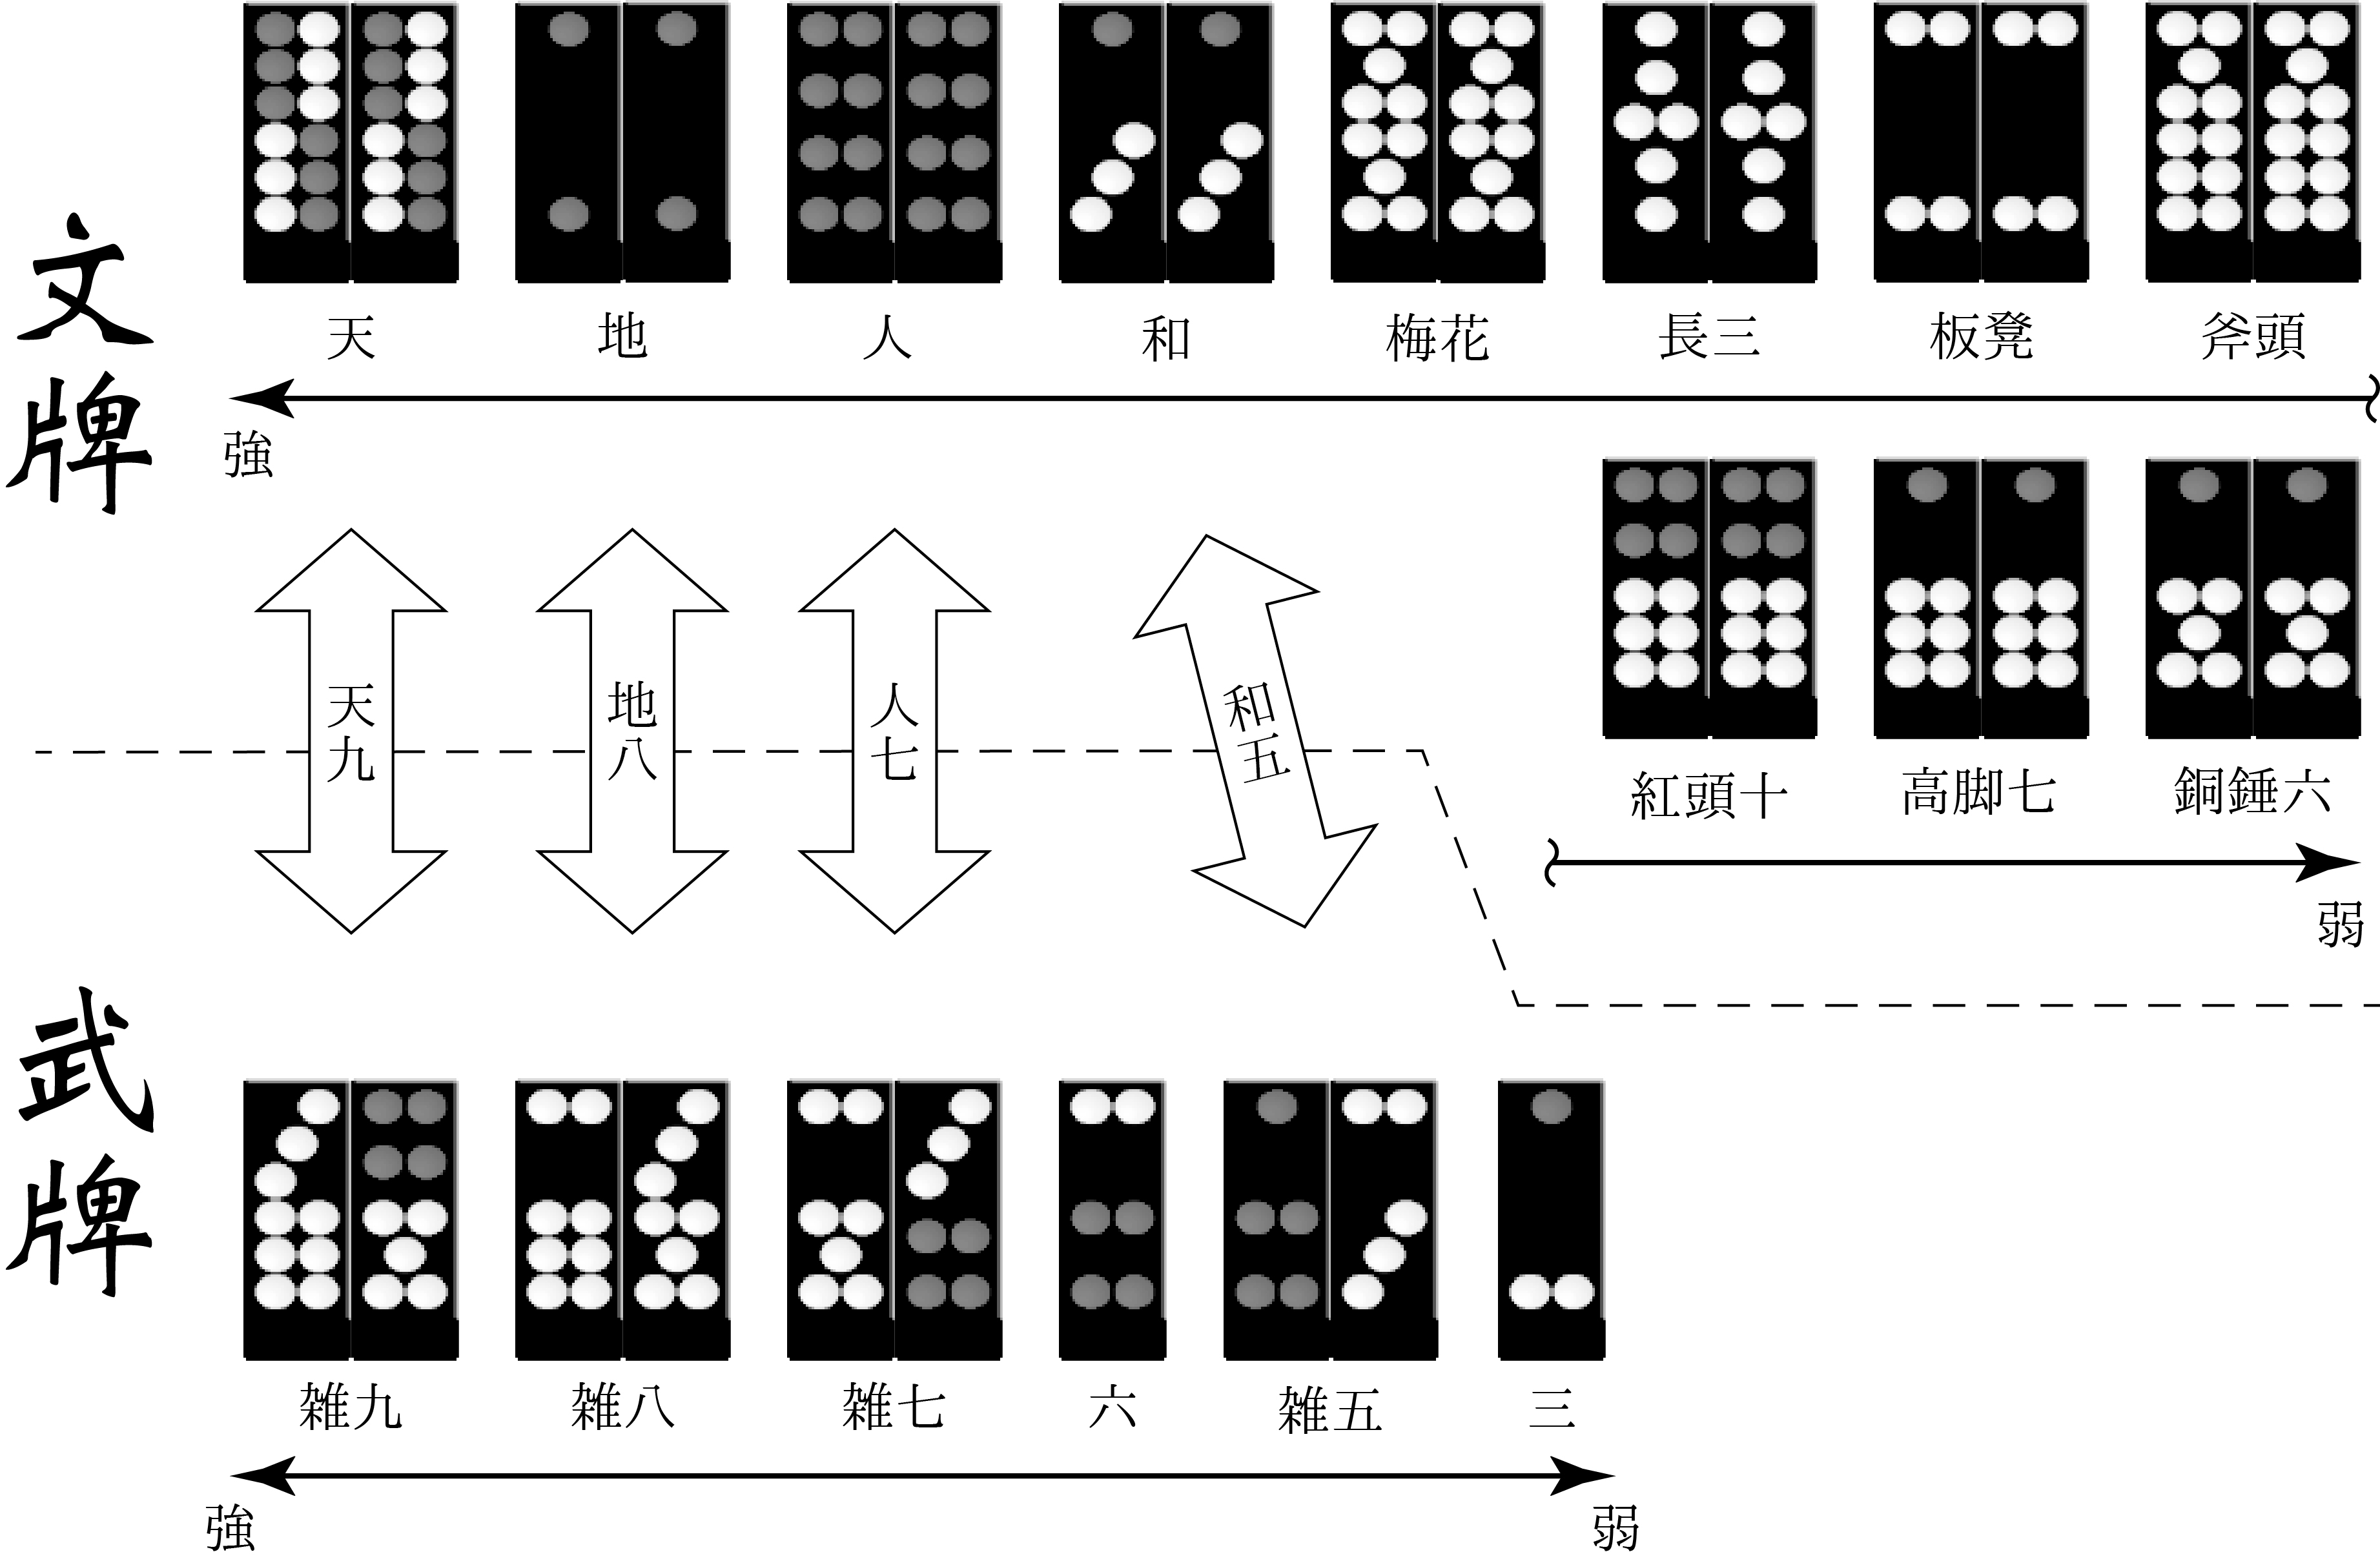 文牌
天 地 人 和 梅花 長三 板凳 斧頭
強
天九 地八 人七 和五
紅頭十 高脚七 銅錘六
弱
武牌
雑九 雑八 雑七 六 雑五 三
強 弱